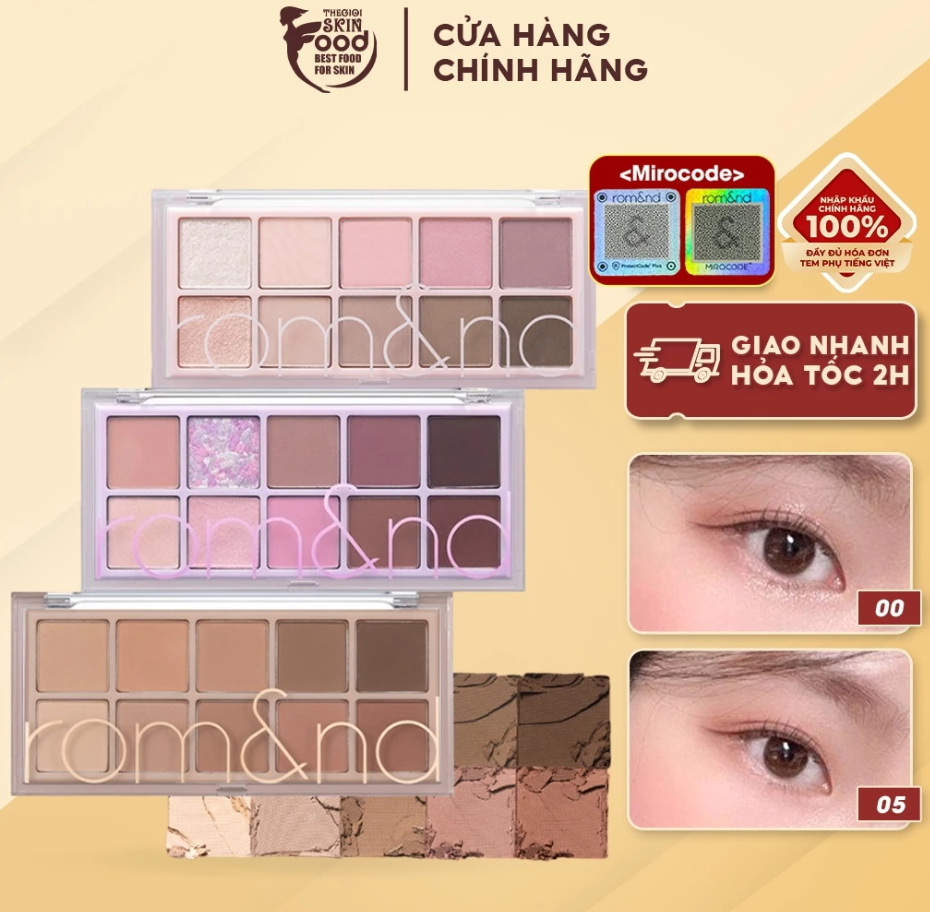 THEGIOI
SKIN
Food
BEST FOOD
FOR SKIN
CỬA HÀNG
CHÍNH HÃNG
<Mirocode>
rom&nd
rom&nd
&
&
ProtectCode Plus
MIROCODE
NHẬP KHẨU
CHÍNH HÃNG
100%
ĐẦY ĐỦ HÓA ĐƠN
TEM PHỤ TIẾNG VIỆT
GIAO NHANH
HỎA TỐC 2H
rom&nd
rom&nd
rom&nd
00
05